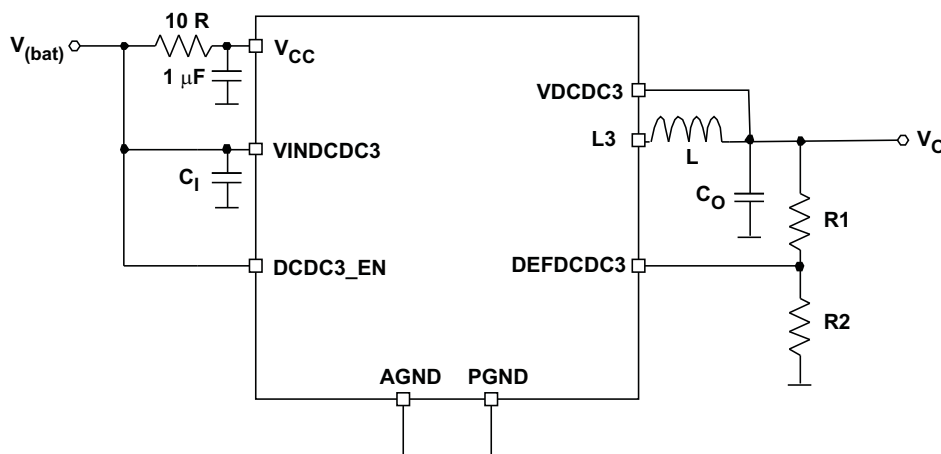 10 R
V(bat)
VCC
1 μF
VDCDC3
L3
L
VO
VINDCDC3
CI
CO
R1
DCDC3_EN
DEFDCDC3
R2
AGND
PGND